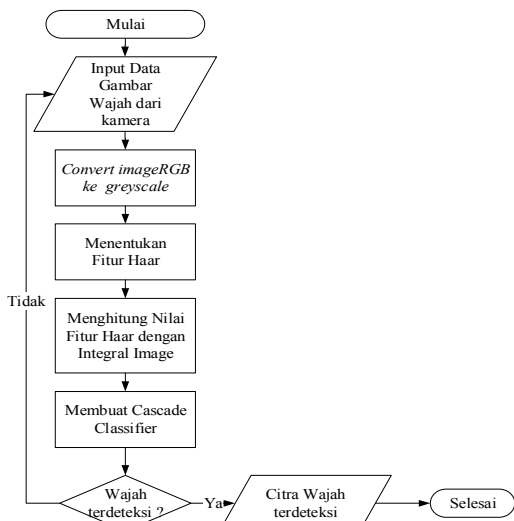 Mulai
Input Data
Gambar
Wajah dari
kamera
Convert imageRGB
ke greyscale
Menentukan
Fitur Haar
Tidak
Menghitung Nilai
Fitur Haar dengan
Integral Image
Membuat Cascade
Classifier
Wajah
terdeteksi ?
Ya
Citra Wajah
terdeteksi
Selesai